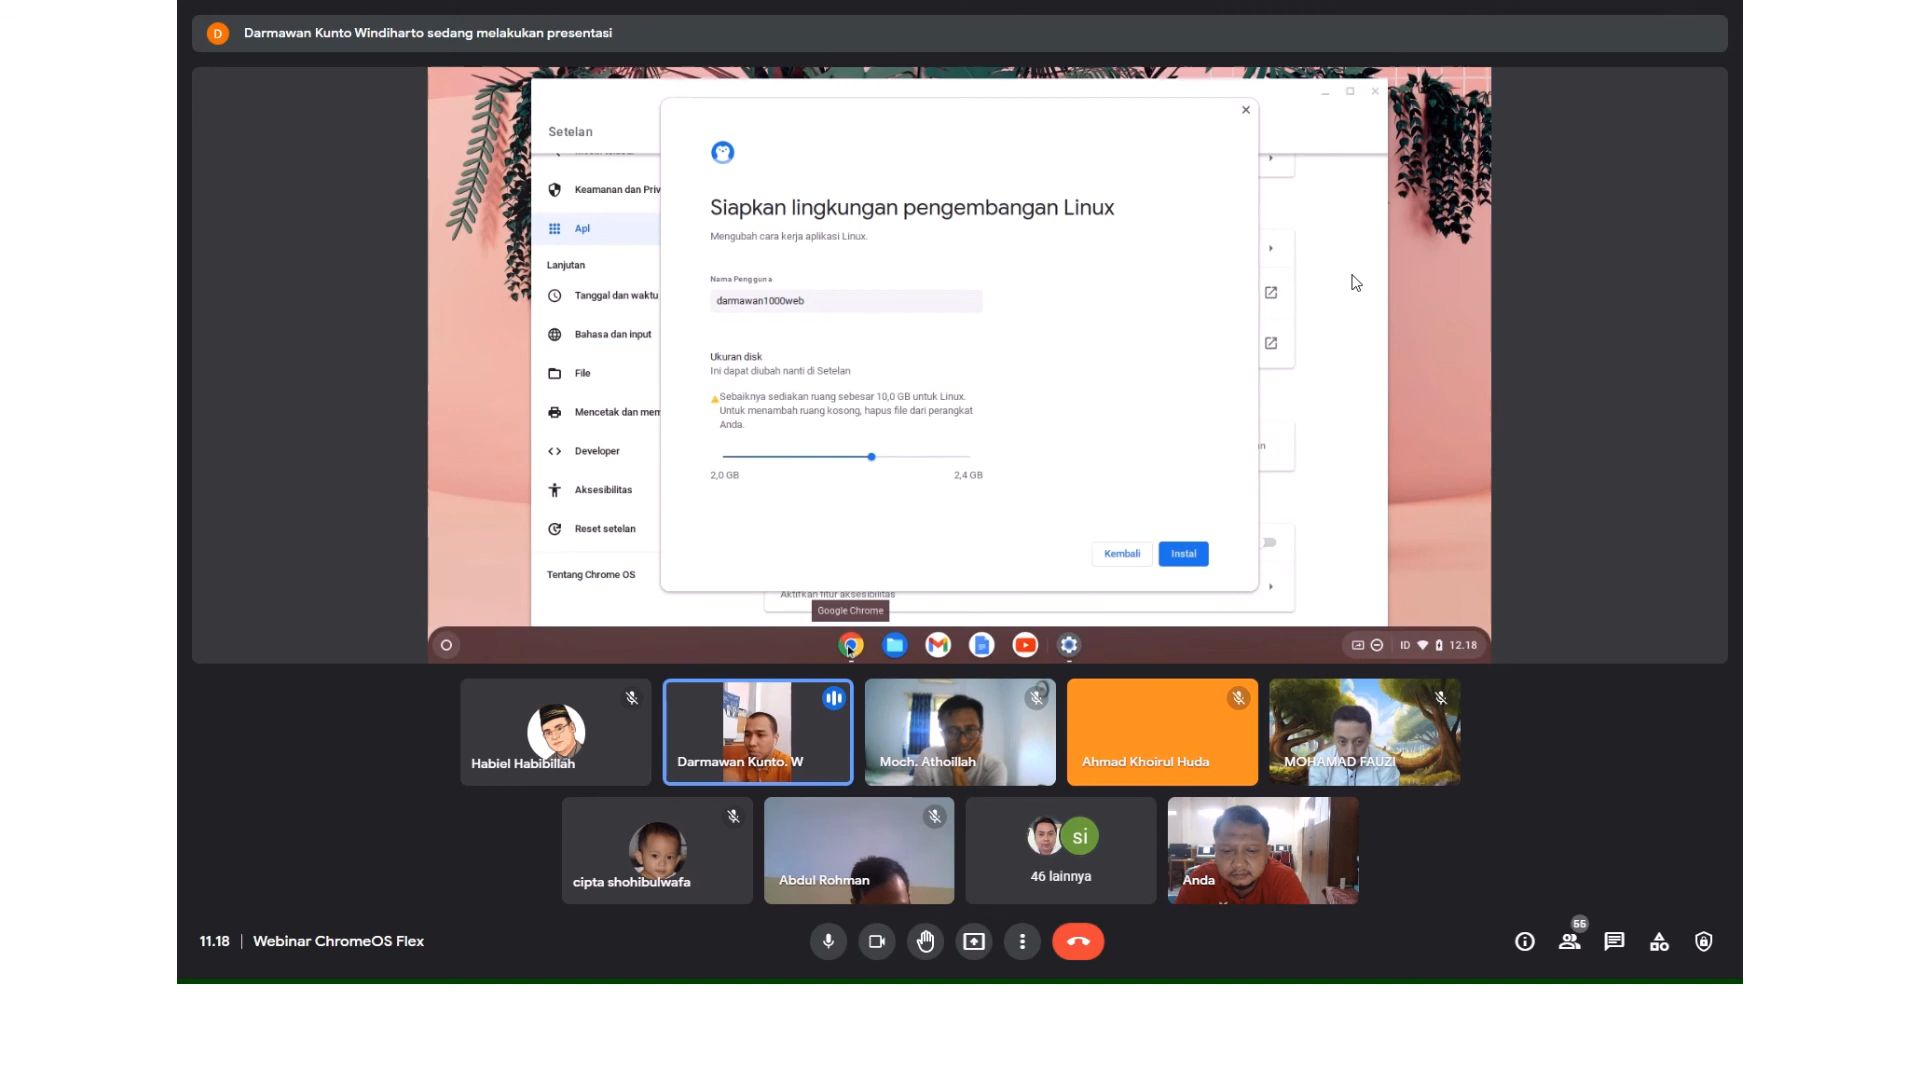 D
Darmawan Kunto Windiharto sedang melakukan presentasi
Setelan
Keamanan dan Priv
Apl
Lanjutan
Tanggal dan waktu
Bahasa dan input
File
Mencetak dan mem
Developer
Aksesibilitas
Reset setelan
Tentang Chrome OS
Siapkan lingkungan pengembangan Linux
Mengubah cara kerja aplikasi Linux.
Nama Pengguna
darmawan1000web
Ukuran disk
Ini dapat diubah nanti di Setelan
Sebaiknya sediakan ruang sebesar 10,0 GB untuk Linux.
Untuk menambah ruang kosong, hapus file dari perangkat
Anda.
2,0 GB
2,4 GB
Kembali
Instal
Aktifkan fitur aksesibilitas
Google Chrome
ID
12.18
Habiel Habibillah
Darmawan Kunto. W
Moch. Athoillah
Ahmad Khoirul Huda
MOHAMAD FAUZI
cipta shohibulwafa
Abdul Rohman
si
46 lainnya
Anda
11.18 | Webinar ChromeOS Flex
55